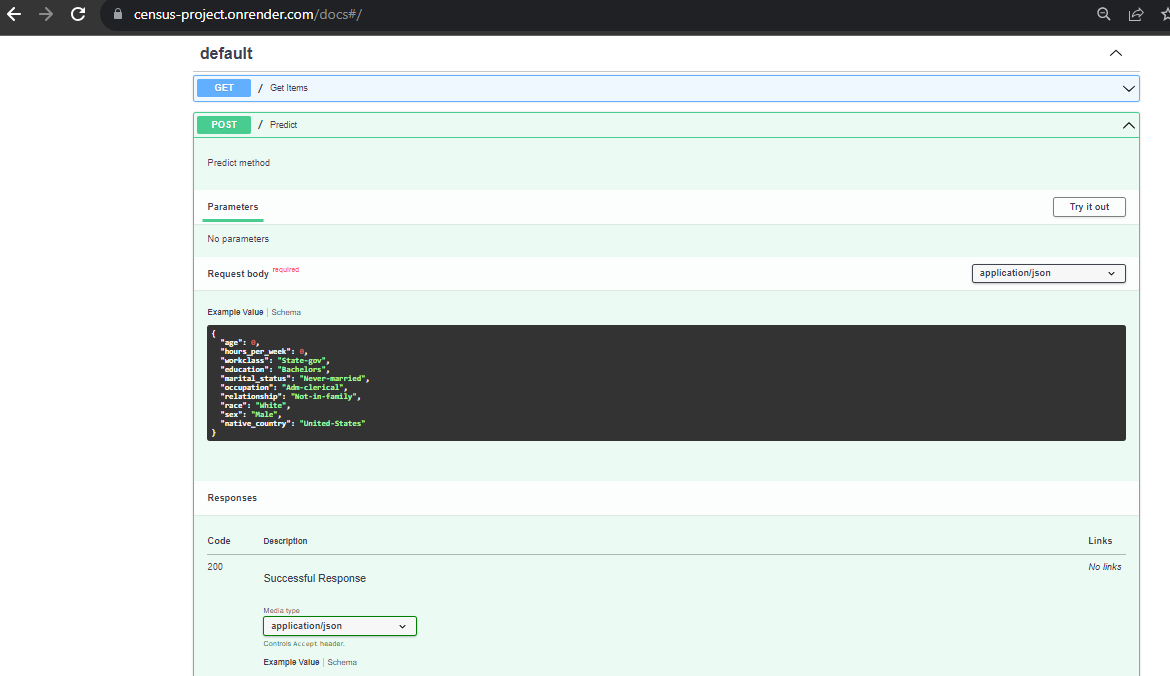 census-project.onrender.com/docs#/
default
GET / Get Items
POST / Predict
Predict method
Parameters
Try it out
No parameters
Request body required
application/json
Example Value | Schema
{
"age": 0,
"hours_per_week": 0,
"workclass": "State-gov",
"education": "Bachelors",
"marital_status": "Never-married",
"occupation": "Adm-clerical",
"relationship": "Not-in-family",
"race": "White",
"sex": "Male",
"native_country": "United-States"
}
Responses
Code Description Links
200 No links
Successful Response
Media type
application/json
Controls Accept header.
Example Value | Schema